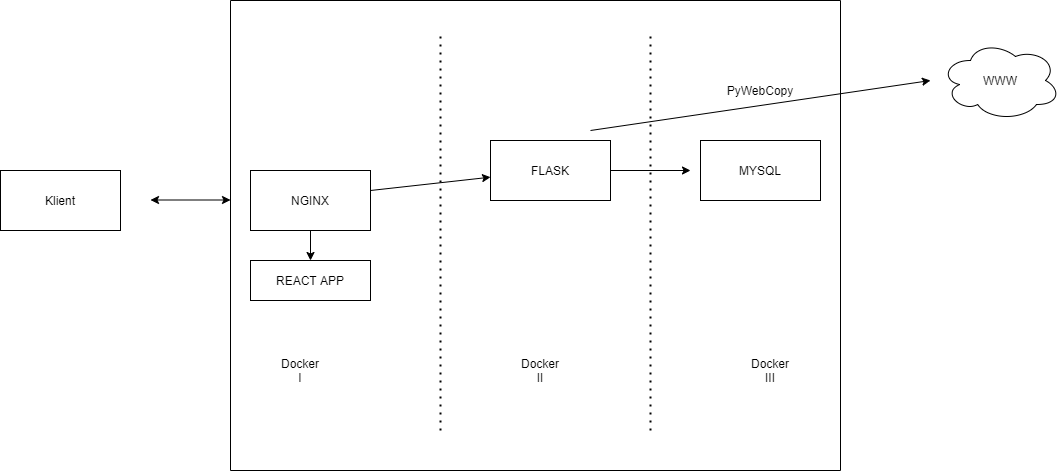 PyWebCopy
WWW
Klient
NGINX
FLASK
MYSQL
REACT APP
Docker
I
Docker
II
Docker
III